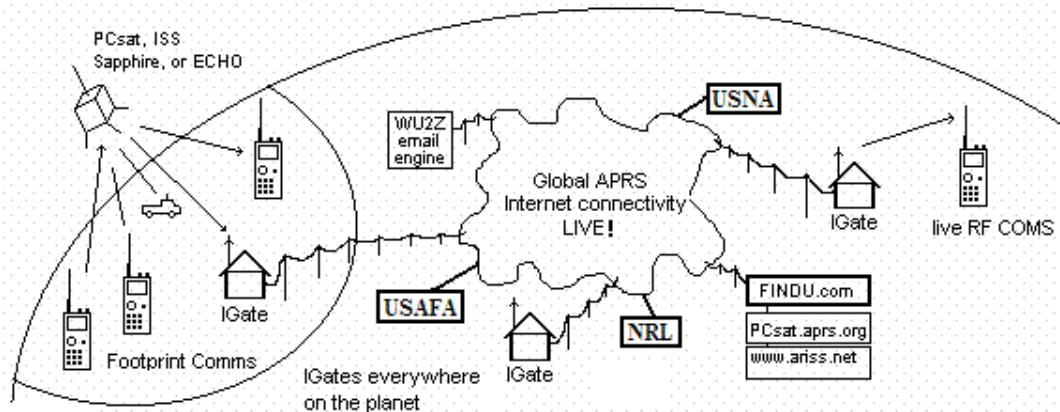 PCsat, ISS
Sapphire, or ECHO
USNA
WU2Z
email
engine
Global APRS
Internet connectivity
LIVE!
IGate
live RF COMS
IGate
USAFA
NRL
FINDU.com
PCsat.aprs.org
www.ariss.net
Footprint Comms
IGates everywhere
on the planet
IGate